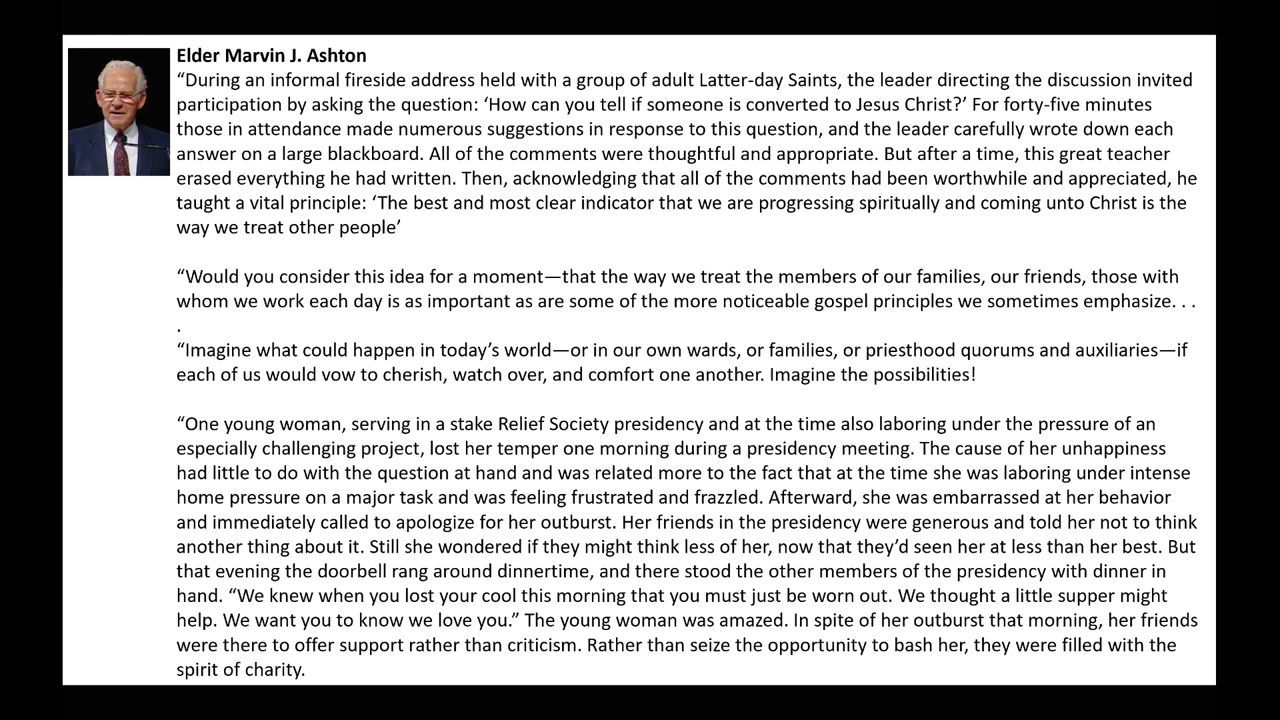 Elder Marvin J. Ashton
“During an informal fireside address held with a group of adult Latter-day Saints, the leader directing the discussion invited
participation by asking the question: ‘How can you tell if someone is converted to Jesus Christ?’ For forty-five minutes
those in attendance made numerous suggestions in response to this question, and the leader carefully wrote down each
answer on a large blackboard. All of the comments were thoughtful and appropriate. But after a time, this great teacher
erased everything he had written. Then, acknowledging that all of the comments had been worthwhile and appreciated, he
taught a vital principle: ‘The best and most clear indicator that we are progressing spiritually and coming unto Christ is the
way we treat other people’
“Would you consider this idea for a moment—that the way we treat the members of our families, our friends, those with
whom we work each day is as important as are some of the more noticeable gospel principles we sometimes emphasize. . .
.
“Imagine what could happen in today’s world—or in our own wards, or families, or priesthood quorums and auxiliaries—if
each of us would vow to cherish, watch over, and comfort one another. Imagine the possibilities!
“One young woman, serving in a stake Relief Society presidency and at the time also laboring under the pressure of an
especially challenging project, lost her temper one morning during a presidency meeting. The cause of her unhappiness
had little to do with the question at hand and was related more to the fact that at the time she was laboring under intense
home pressure on a major task and was feeling frustrated and frazzled. Afterward, she was embarrassed at her behavior
and immediately called to apologize for her outburst. Her friends in the presidency were generous and told her not to think
another thing about it. Still she wondered if they might think less of her, now that they’d seen her at less than her best. But
that evening the doorbell rang around dinnertime, and there stood the other members of the presidency with dinner in
hand. “We knew when you lost your cool this morning that you must just be worn out. We thought a little supper might
help. We want you to know we love you.” The young woman was amazed. In spite of her outburst that morning, her friends
were there to offer support rather than criticism. Rather than seize the opportunity to bash her, they were filled with the
spirit of charity.